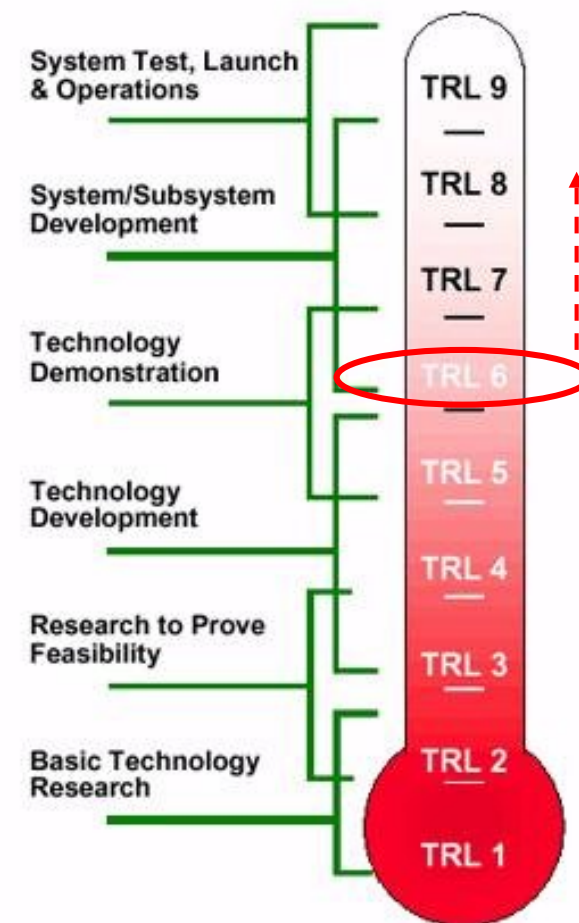 System Test, Launch
& Operations
System/Subsystem
Development
Technology
Demonstration
Technology
Development
Research to Prove
Feasibility
Basic Technology
Research
TRL 9
TRL 8
TRL 7
TRL 6
TRL 5
TRL 4
TRL 3
TRL 2
TRL 1